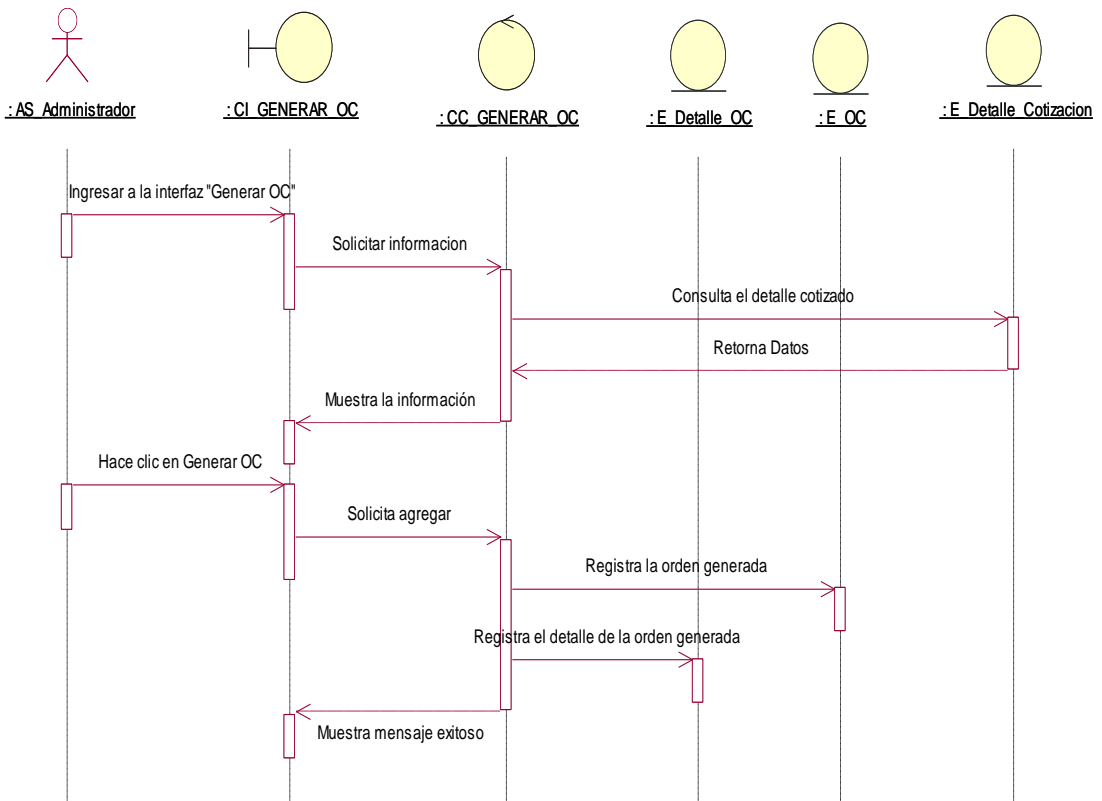 : AS_Administrador
: CI_GENERAR_OC
: CC_GENERAR_OC
: E_Detalle_OC
: E_OC
: E_Detalle_Cotizacion
Ingresar a la interfaz "Generar OC"
Solicitar informacion
Consulta el detalle cotizado
Retorna Datos
Muestra la información
Hace clic en Generar OC
Solicita agregar
Registra la orden generada
Registra el detalle de la orden generada
Muestra mensaje exitoso